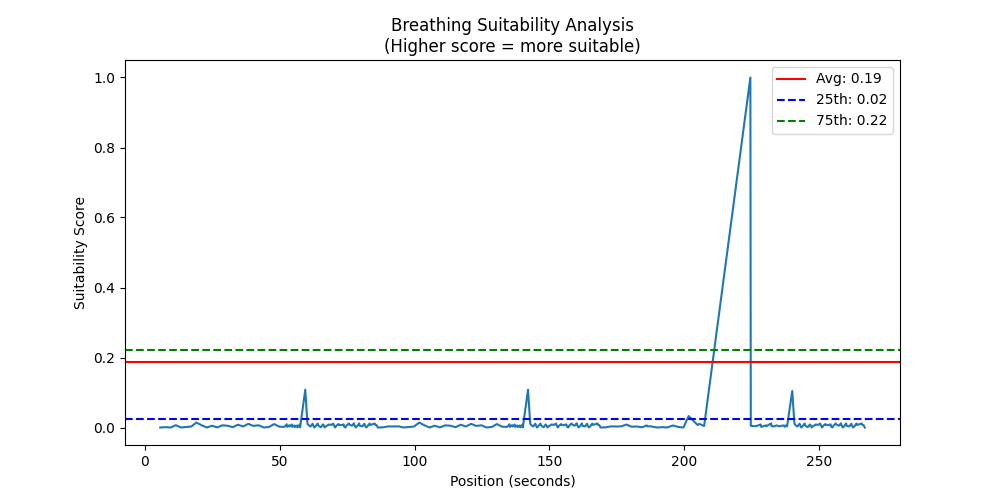 Breathing Suitability Analysis
(Higher score = more suitable)
Avg: 0.19
25th: 0.02
75th: 0.22
1.0
0.8
0.6
0.4
0.2
0.0
Suitability Score
0
50
100
150
200
250
Position (seconds)